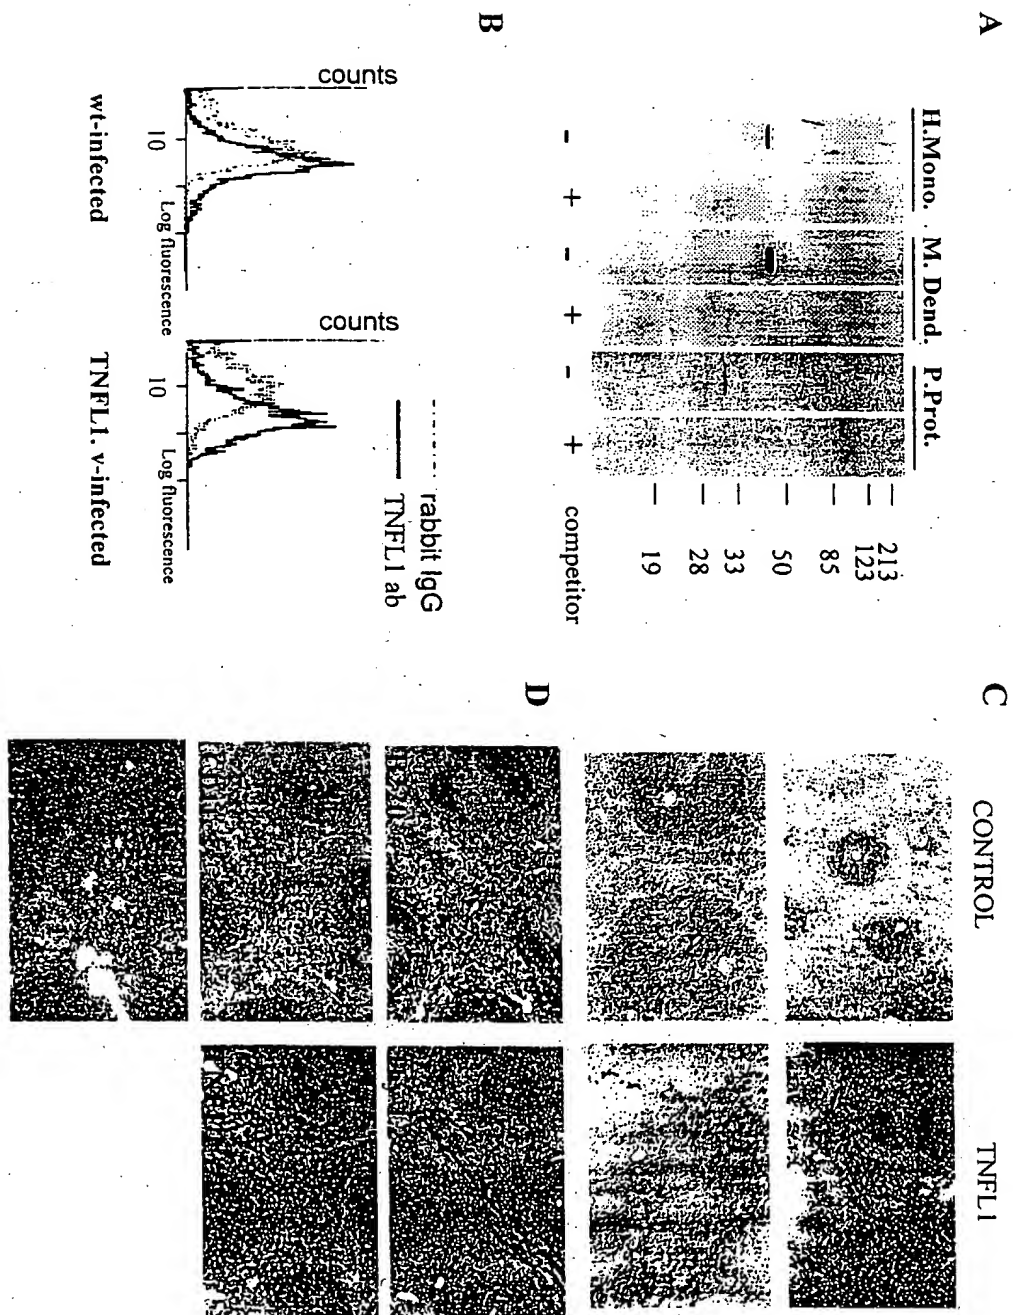 A
H.Mono. M. Dend. P.Prot.
213
123
85
50
33
28
19
- + - + - + competitor
B
rabbit IgG
TNFL1 ab
counts
counts
10
Log fluorescence
10
Log fluorescence
wt-infected
TNFL1. v-infected
C
CONTROL
TNFL1
D